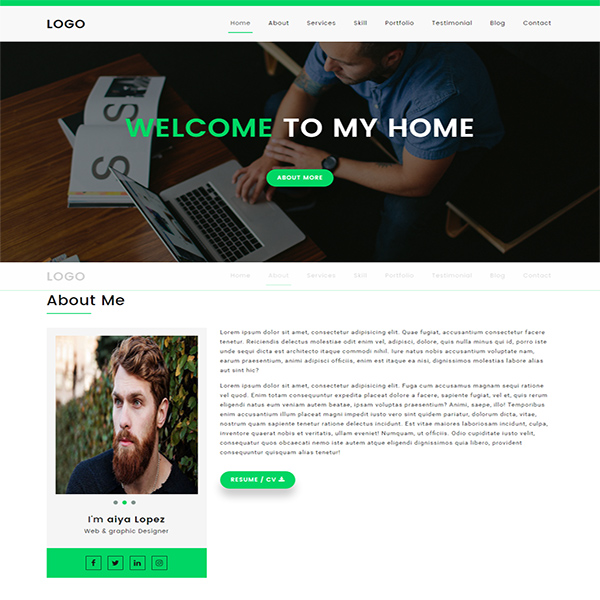 LOGO
Home About Services Skill Portfolio Testimonial Blog Contact
S
S
WELCOME TO MY HOME
ABOUT MORE
LOGO
Home About Services Skill Portfolio Testimonial Blog Contact
About Me
Lorem ipsum dolor sit amet, consectetur adipisicing elit. Quae fugiat, accusantium consectetur facere
tenetur. Reiciendis delectus molestiae odit enim vel, adipisci, dolore, quis nulla minus qui id, porro iste
unde sequi dicta est architecto itaque commodi nihil. Iure natus nobis accusantium voluptate nam,
earum praesentium, animi adipisci officiis, enim est itaque ea nisi, dignissimos molestias labore alias
aut sint hic?
Lorem ipsum dolor sit amet, consectetur adipisicing elit. Fuga cum accusamus magnam sequi ratione
vel quod. Enim totam consequuntur expedita placeat dolore a facere, sapiente fugiat, vel et, quis rerum
eligendi natus eum veniam autem beatae, ipsam voluptas praesentium? Animi, saepe, illo! Temporibus
enim accusantium illum placeat magni impedit iusto vero sint quidem pariatur, dolorum dicta, vitae,
nostrum quam sapiente tenetur ratione delectus incidunt. Est vitae maiores laboriosam incidunt, culpa,
inventore quaerat nobis et veritatis, ullam eveniet! Numquam, ut officiis. Odio cupiditate iusto velit,
consequatur quos obcaecati nemo iste autem atque eligendi dignissimos quia libero, provident
consequuntur quisquam alias tenetur!
RESUME / CV
I'm aiya Lopez
Web & graphic Designer